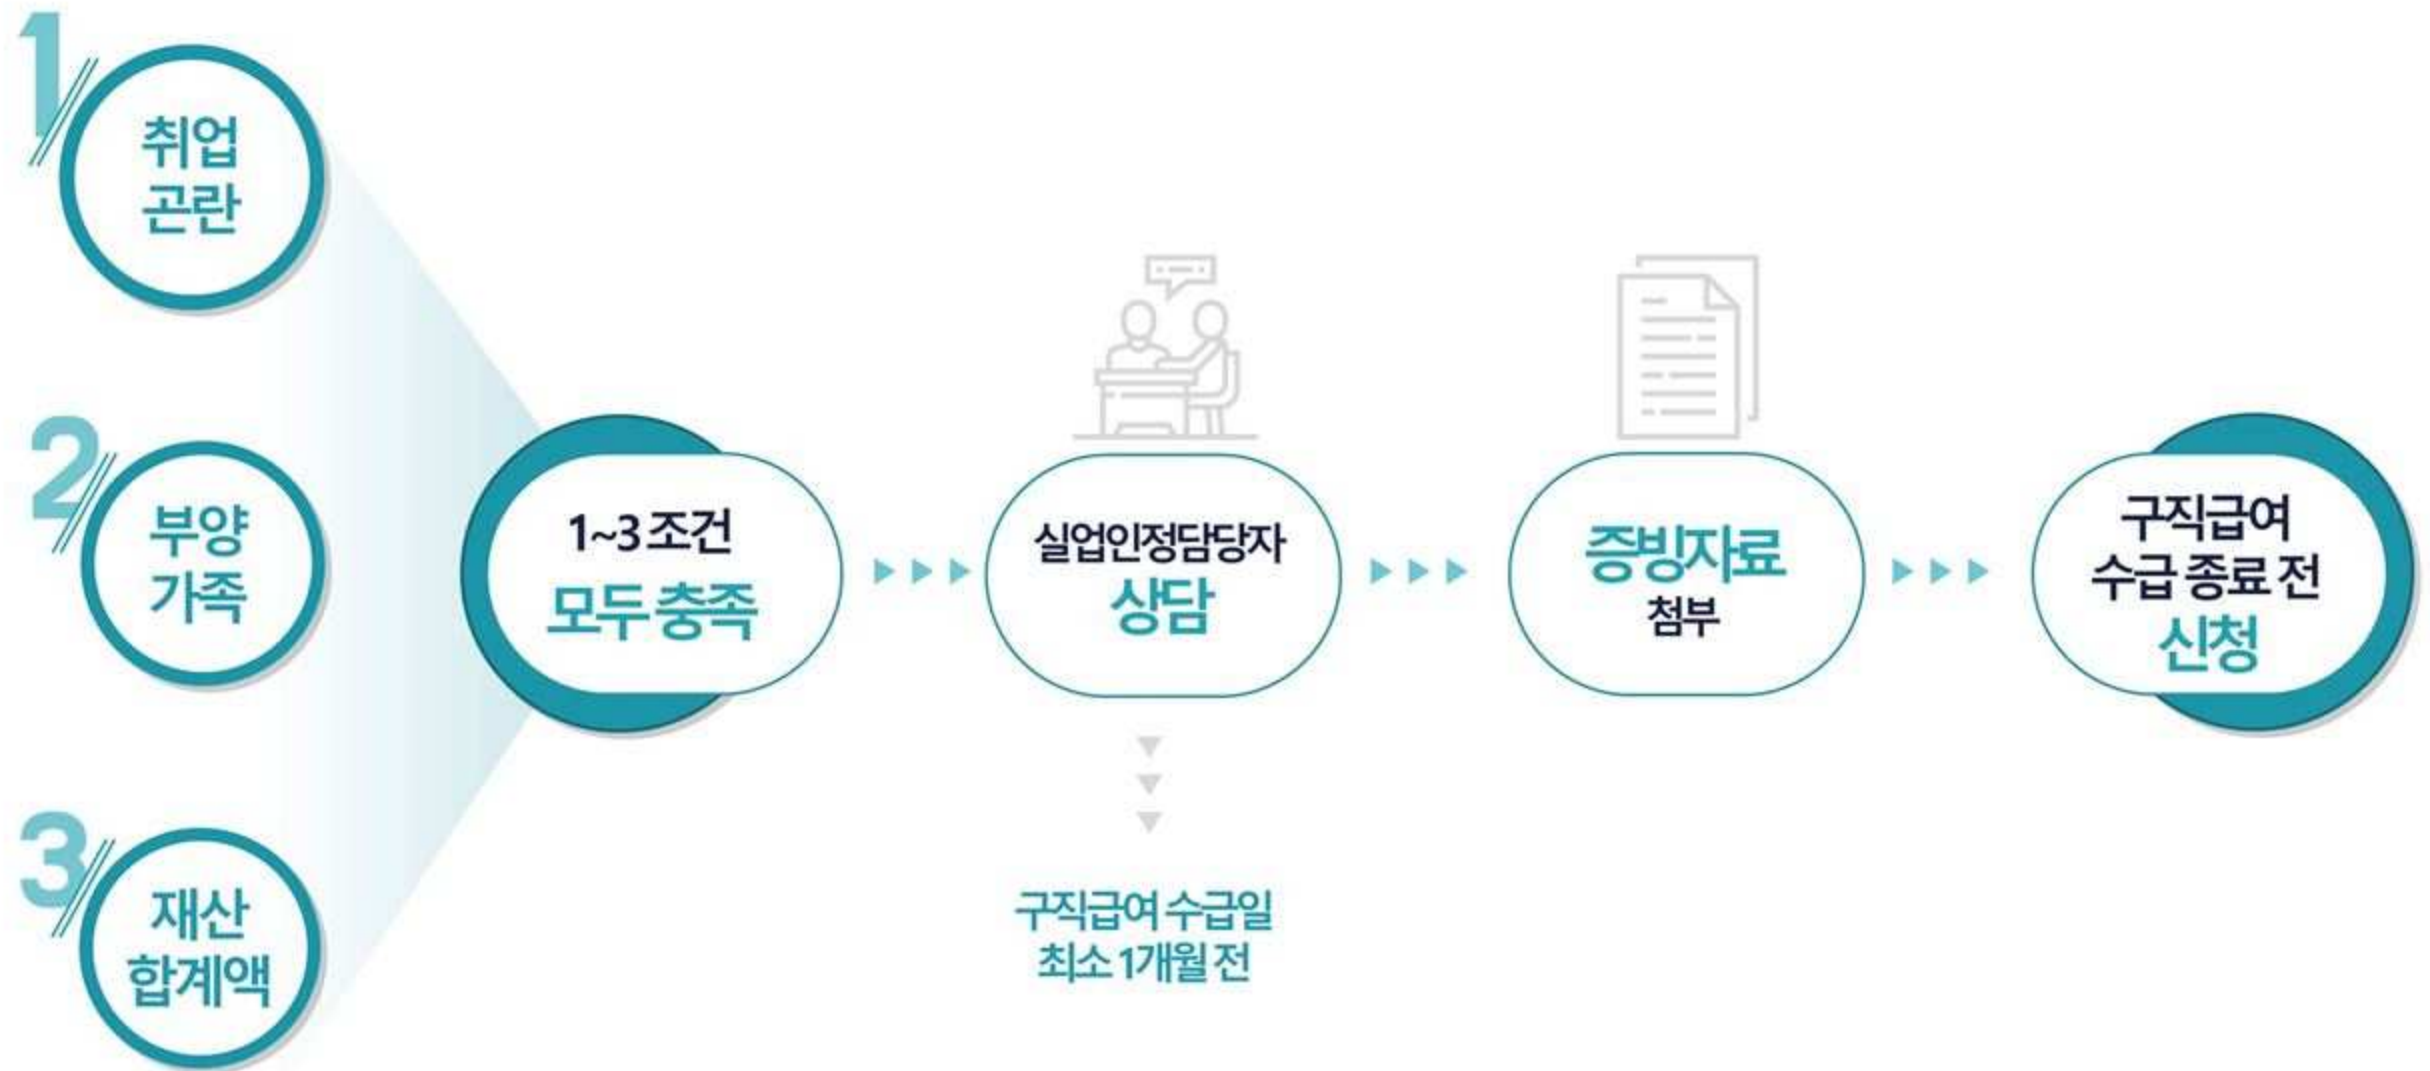 1
취업
곤란
2
부양
가족
3
재산
합계액
1~3 조건
모두 충족
실업인정담당자
상담
구직급여 수급일
최소 1개월 전
증빙자료
첨부
구직급여
수급 종료 전
신청